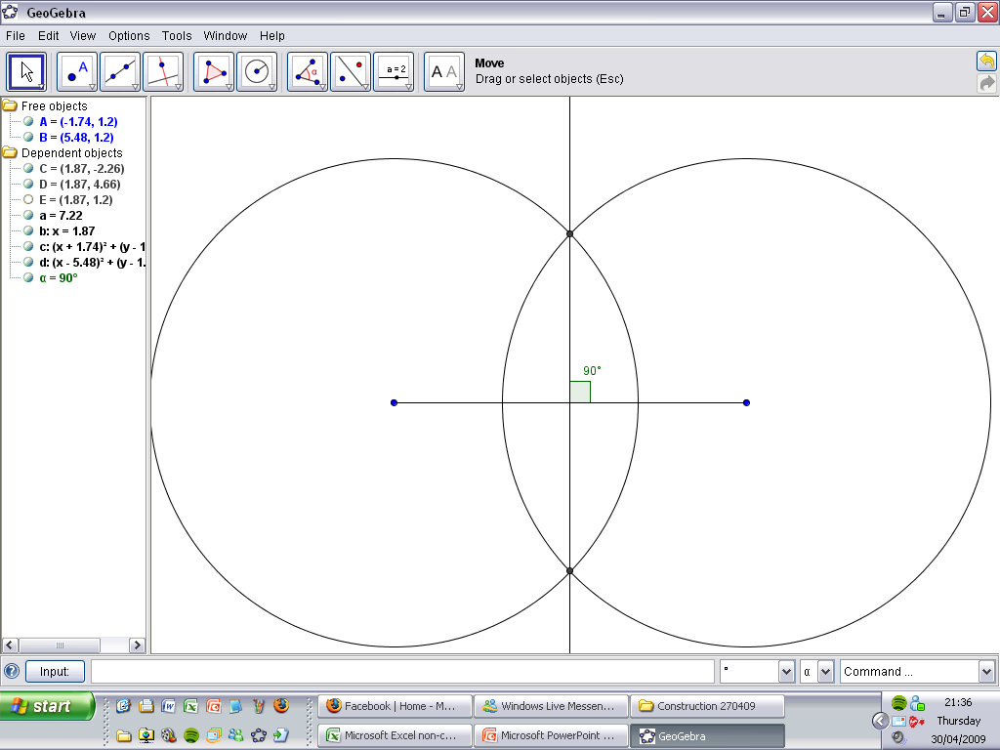 GeoGebra
File Edit View Options Tools Window Help
A a=2 A A
Move
Drag or select objects (Esc)
Free objects
A = (-1.74, 1.2)
B = (5.48, 1.2)
Dependent objects
C = (1.87, -2.26)
D = (1.87, 4.66)
E = (1.87, 1.2)
a = 7.22
b: x = 1.87
c: (x + 1.74)² + (y - 1
d: (x - 5.48)² + (y - 1.
α = 90°
90°
Input: ° α Command ...
start
Facebook | Home - M... Windows Live Messen... Construction 270409
Microsoft Excel non-c... Microsoft PowerPoint ... GeoGebra
21:36
Thursday
30/04/2009